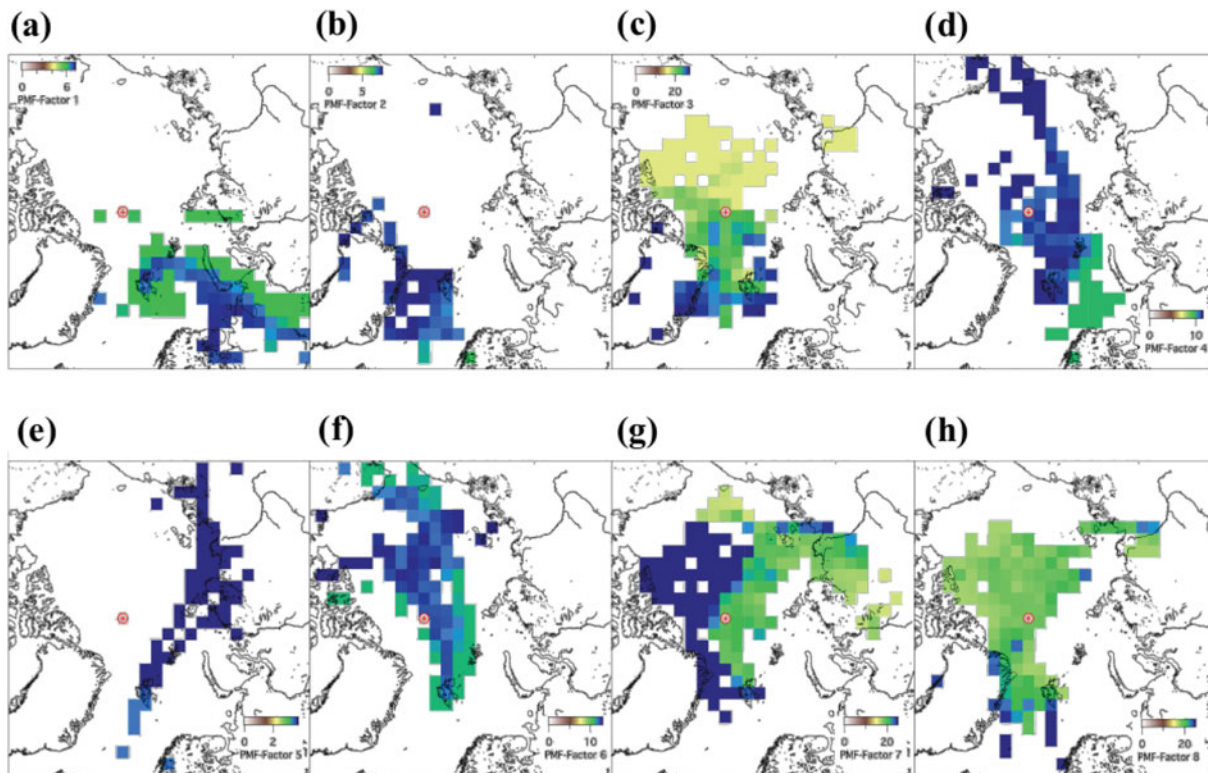 (a) (b) (c) (d)
0 6
PMF-Factor 1
0 5
PMF-Factor 2
0 20
PMF-Factor 3
0 10
PMF-Factor 4
(e) (f) (g) (h)
0 2
PMF-Factor 5
0 10
PMF-Factor 6
0 20
PMF-Factor 7
0 20
PMF-Factor 8